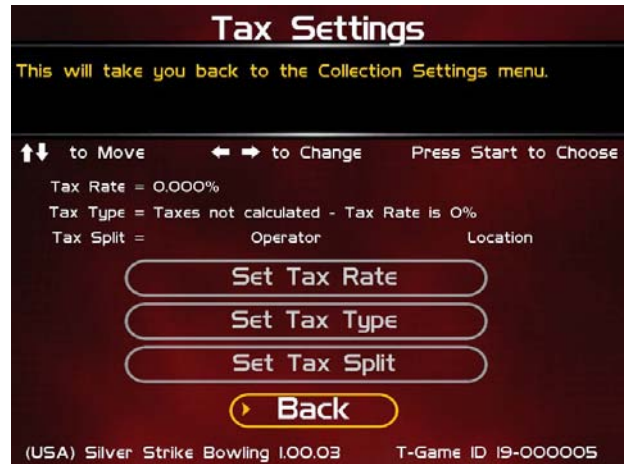 Tax Settings
This will take you back to the Collection Settings menu.
to Move to Change Press Start to Choose
Tax Rate = 0.000%
Tax Type = Taxes not calculated - Tax Rate is 0%
Tax Split = Operator Location
Set Tax Rate
Set Tax Type
Set Tax Split
Back
(USA) Silver Strike Bowling 1.00.03 T-Game ID 19-000005